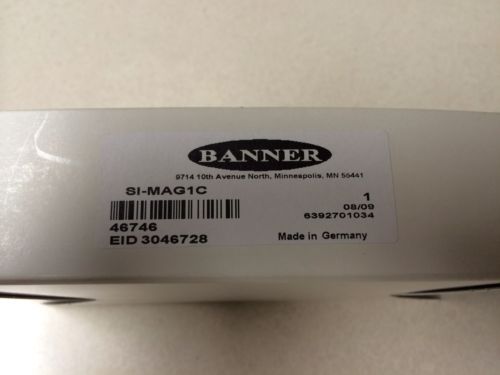 BANNER
9714 10th Avenue North, Minneapolis, MN 55441
SI-MAG1C
1
08/09
6392701034
46746
EID 3046728
Made in Germany